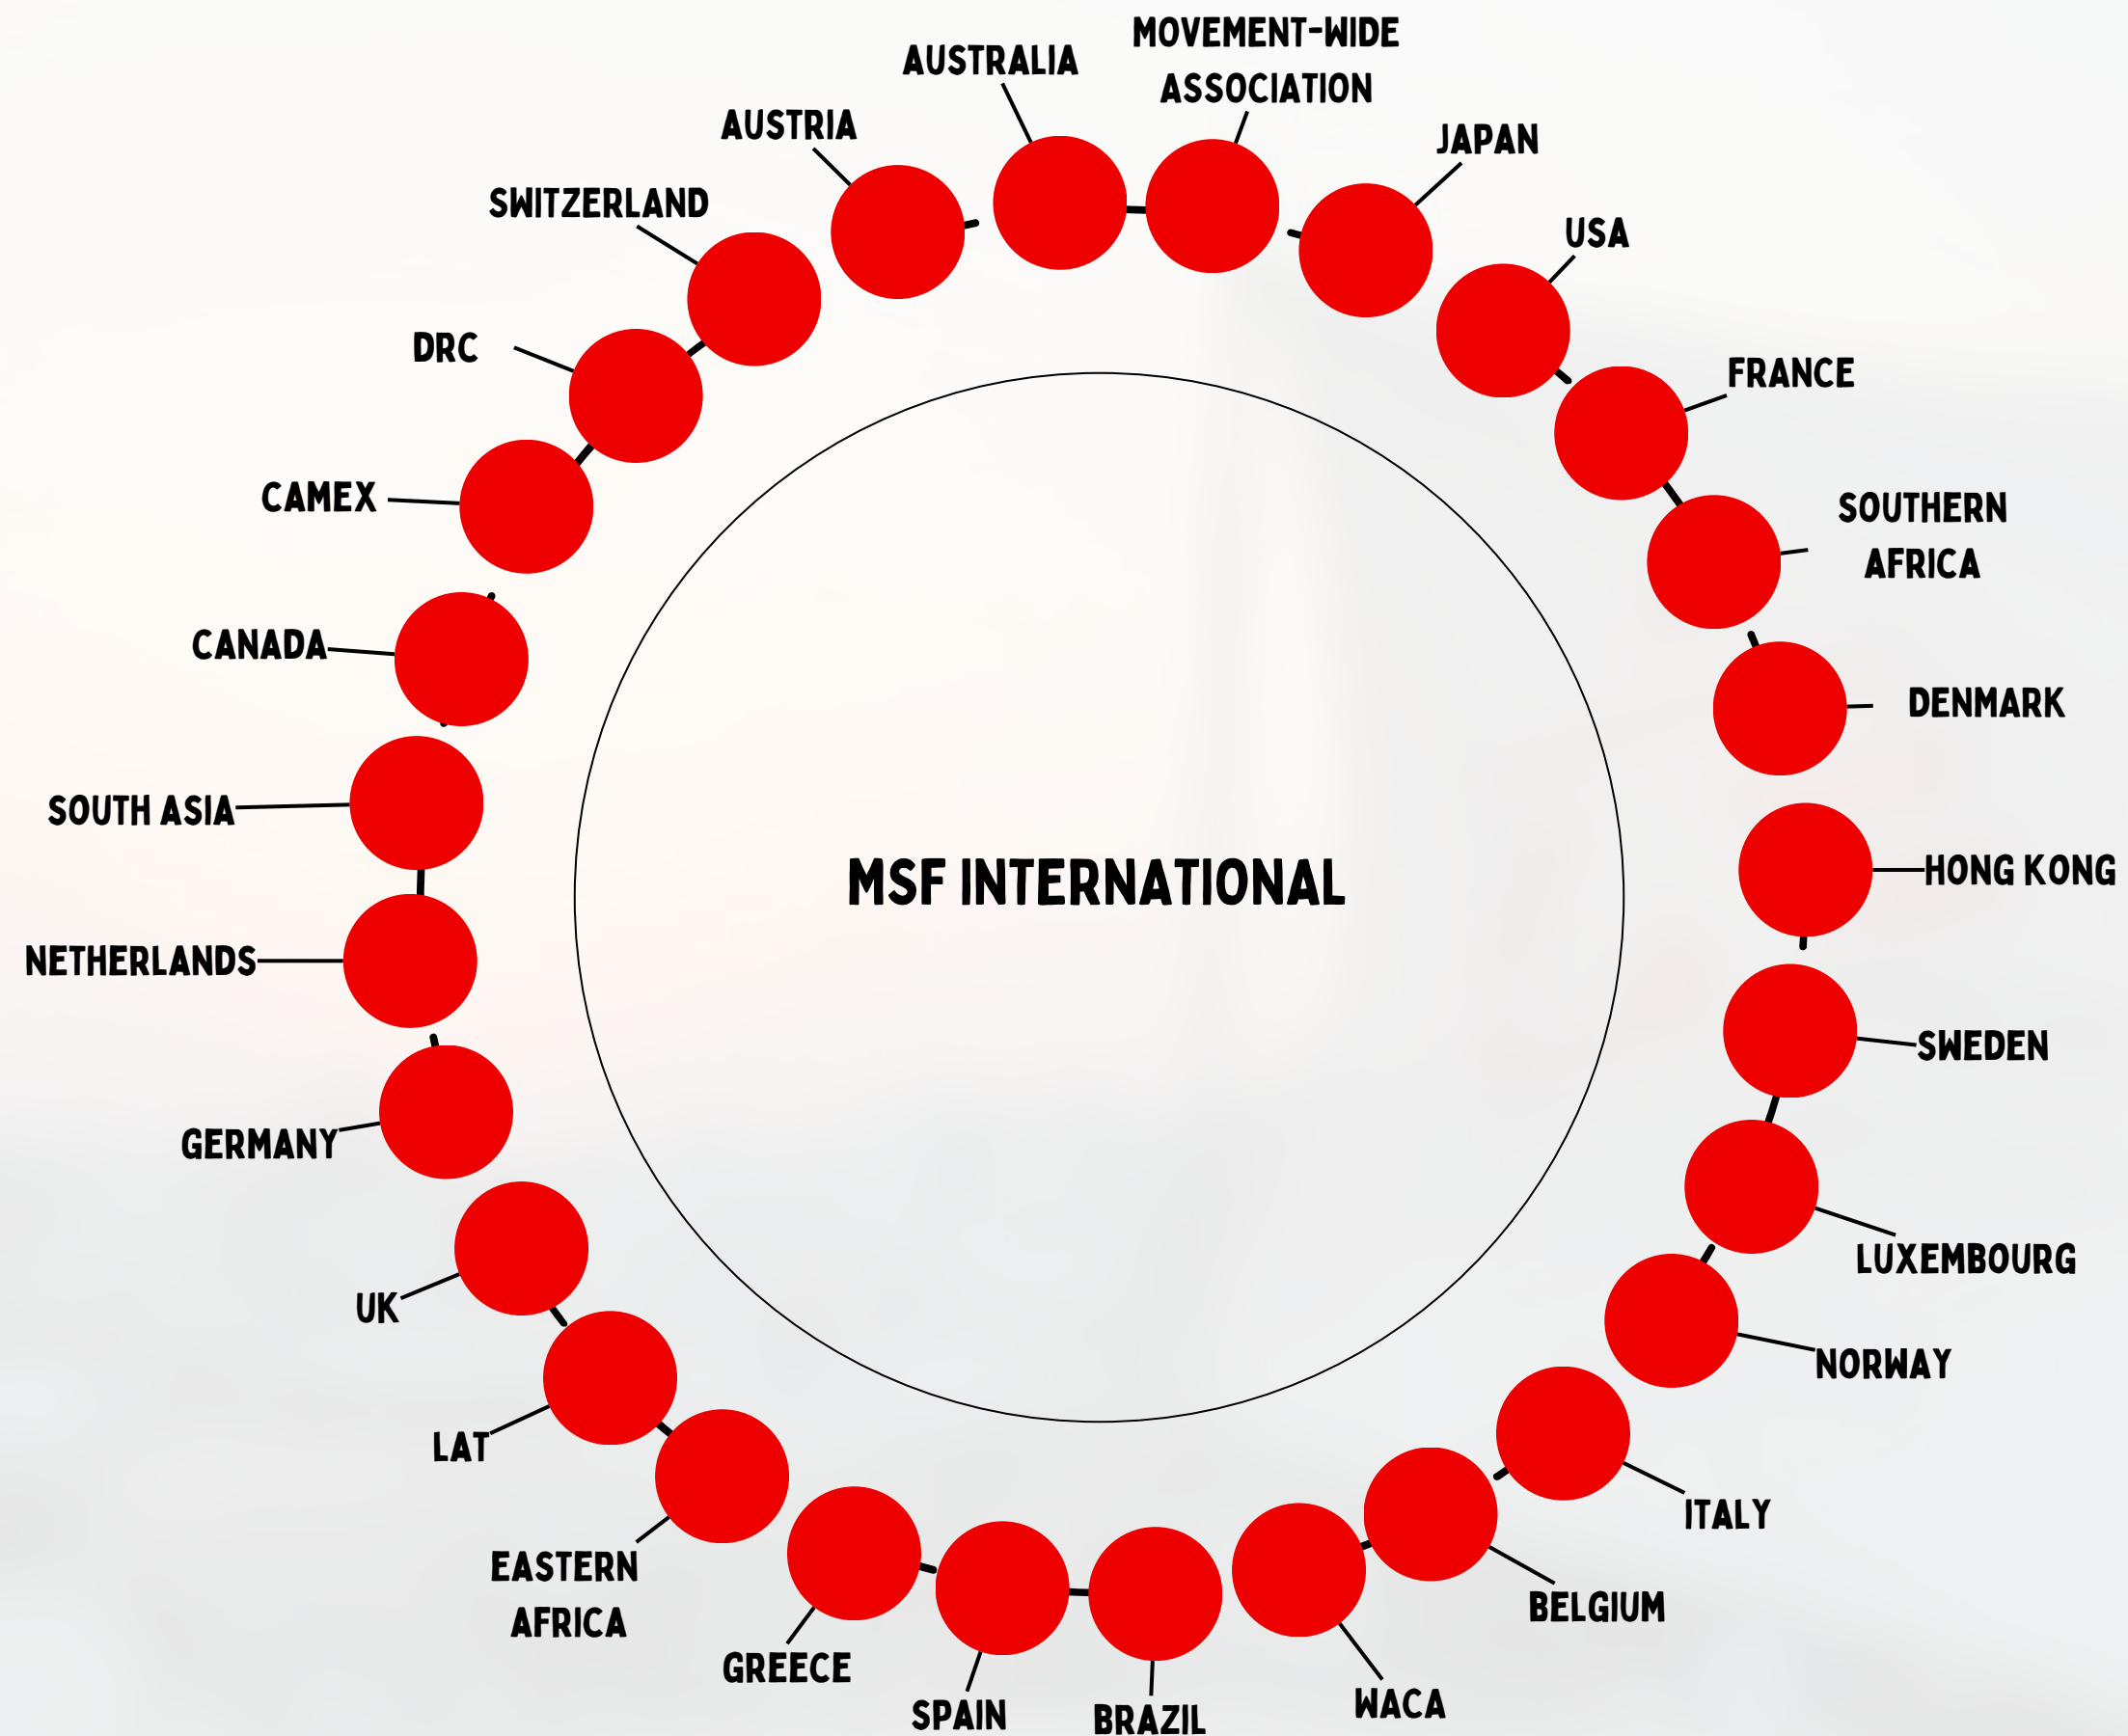 MOVEMENT-WIDE
ASSOCIATION
JAPAN
USA
FRANCE
SOUTHERN
AFRICA
DENMARK
HONG KONG
SWEDEN
LUXEMBOURG
NORWAY
ITALY
BELGIUM
WACA
BRAZIL
SPAIN
GREECE
EASTERN
AFRICA
LAT
UK
GERMANY
NETHERLANDS
SOUTH ASIA
CANADA
CAMEX
DRC
SWITZERLAND
AUSTRIA
AUSTRALIA
MSF INTERNATIONAL